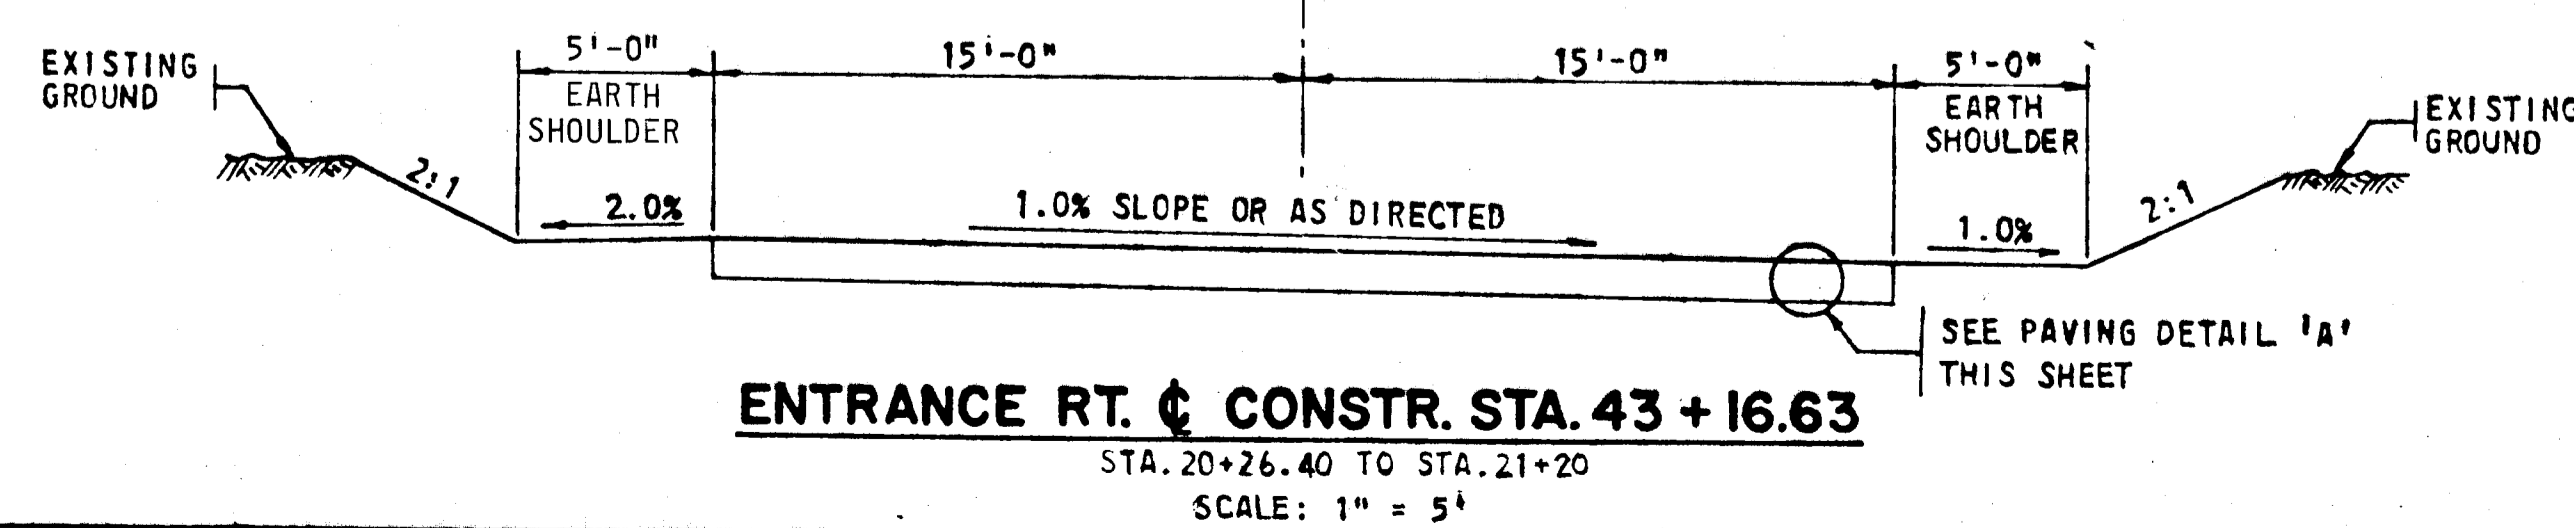 EXISTING
GROUND
5'-0"
EARTH
SHOULDER
15'-0"
15'-0"
5'-0"
EARTH
SHOULDER
EXISTING
GROUND
2:1
2.0%
1.0% SLOPE OR AS DIRECTED
1.0%
2:1
SEE PAVING DETAIL 'A'
THIS SHEET
ENTRANCE RT. ℄ CONSTR. STA. 43 + 16.63
STA. 20+26.40 TO STA. 21+20
SCALE: 1" = 5'